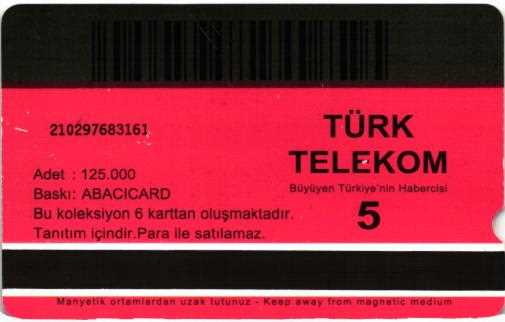 210297683161
TÜRK
TELEKOM
Büyüyen Türkiye'nin Habercisi
5
Adet : 125.000
Baskı: ABACICARD
Bu koleksiyon 6 karttan oluşmaktadır.
Tanıtım içindir.Para ile satılamaz.
Manyetik ortamlardan uzak tutunuz - Keep away from magnetic medium